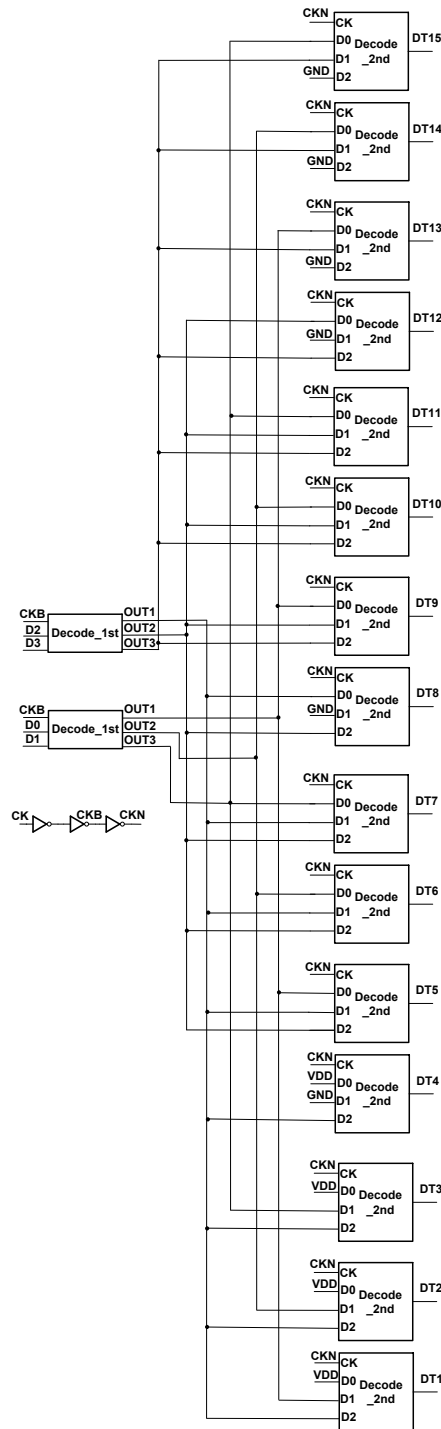 CKN
CK
D0 Decode DT15
D1 _2nd
GND D2
CKN
CK
D0 Decode DT14
D1 _2nd
GND D2
CKN
CK
D0 Decode DT13
D1 _2nd
GND D2
CKN
CK
D0 Decode DT12
GND D1 _2nd
D2
CKN
CK
D0 Decode DT11
D1 _2nd
D2
CKN
CK
D0 Decode DT10
D1 _2nd
D2
CKN
CK
D0 Decode DT9
D1 _2nd
D2
CKB OUT1
D2 Decode_1st OUT2
D3 OUT3
CKN
CK
D0 Decode DT8
GND D1 _2nd
D2
CKB OUT1
D0 Decode_1st OUT2
D1 OUT3
CKN
CK
D0 Decode DT7
D1 _2nd
D2
CK CKB CKN
CKN
CK
D0 Decode DT6
D1 _2nd
D2
CKN
CK
D0 Decode DT5
D1 _2nd
D2
CKN
CK
VDD D0 Decode DT4
GND D1 _2nd
D2
CKN
CK
VDD D0 Decode DT3
D1 _2nd
D2
CKN
CK
VDD D0 Decode DT2
D1 _2nd
D2
CKN
CK
VDD D0 Decode DT1
D1 _2nd
D2